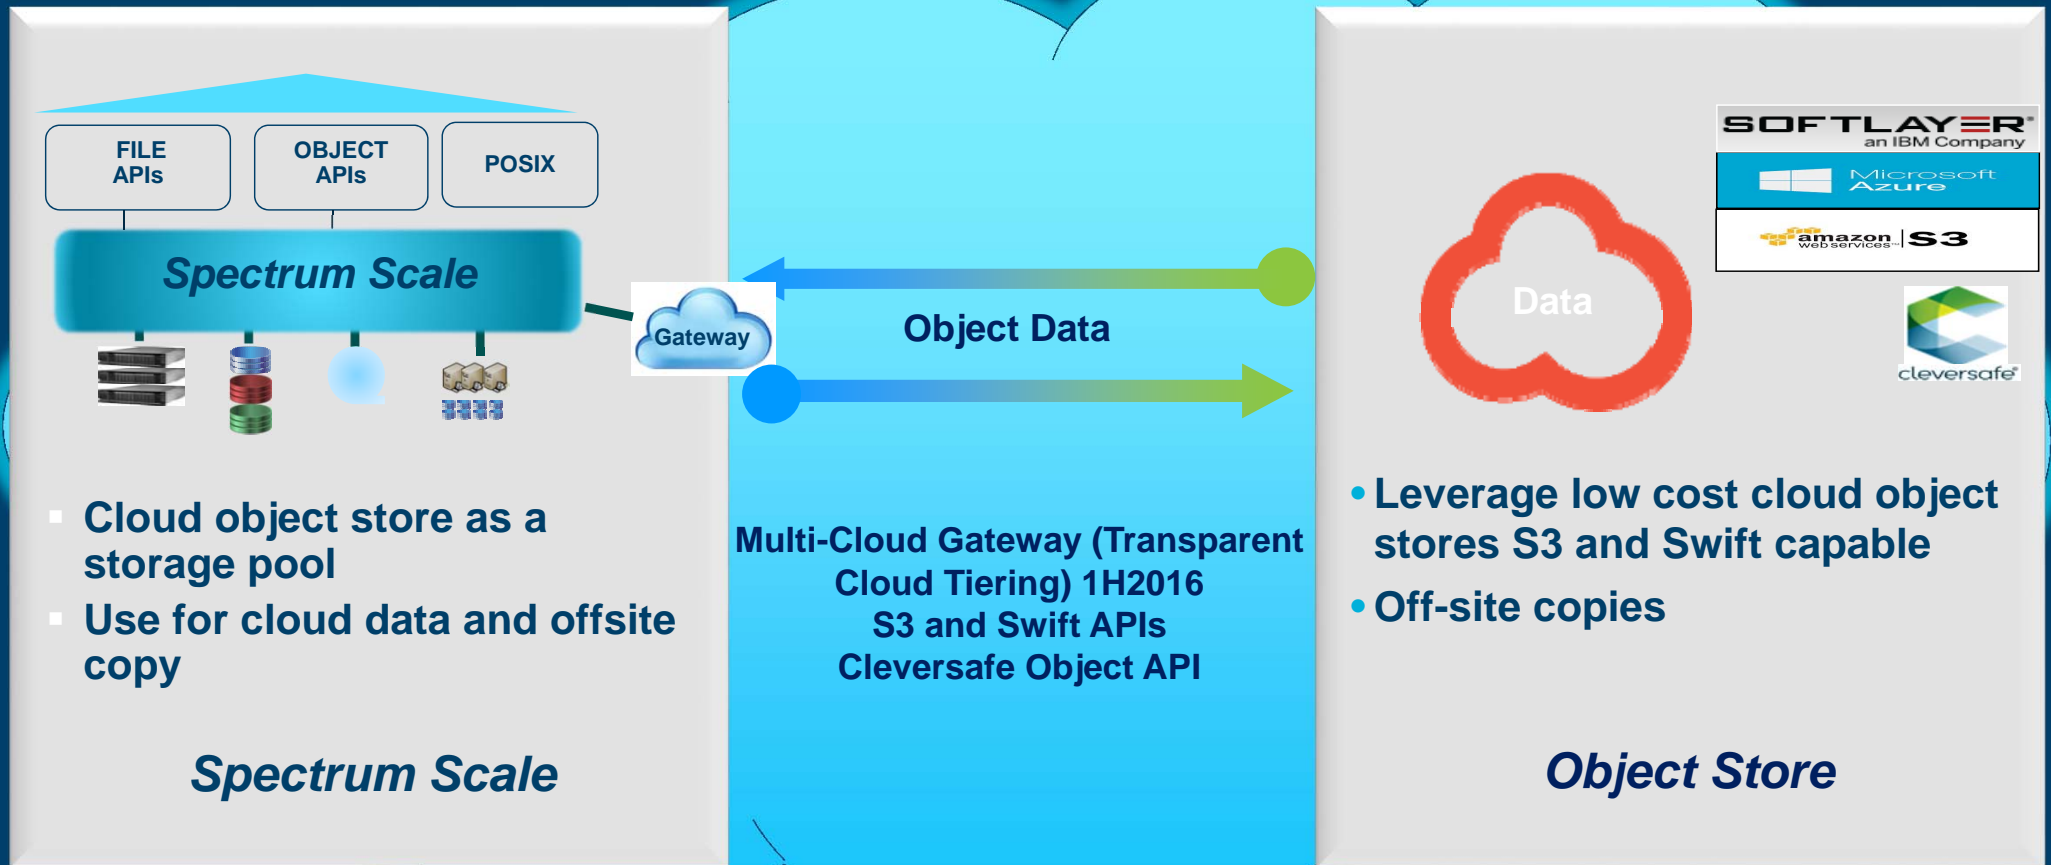 FILE
APIs
OBJECT
APIs
POSIX
Spectrum Scale
Gateway
▪ Cloud object store as a
storage pool
▪ Use for cloud data and offsite
copy
Spectrum Scale
Object Data
Multi-Cloud Gateway (Transparent
Cloud Tiering) 1H2016
S3 and Swift APIs
Cleversafe Object API
SOFTLAYER
an IBM Company
Microsoft
Azure
amazon
webservices™ S3
Data
cleversafe®
• Leverage low cost cloud object
stores S3 and Swift capable
• Off-site copies
Object Store